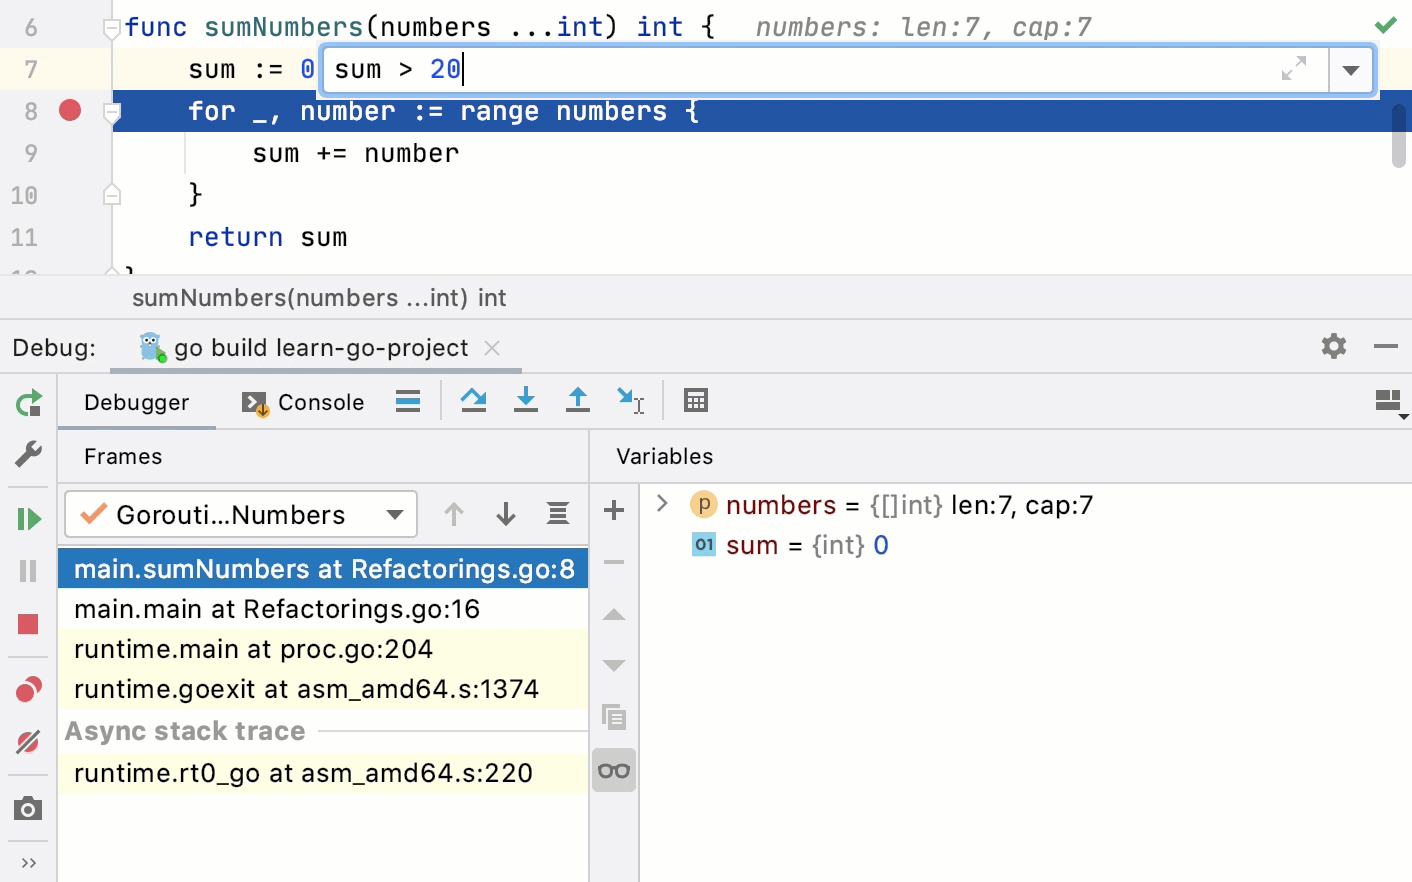 6 func sumNumbers(numbers ...int) int { numbers: len:7, cap:7
7 sum := 0 sum > 20
8 for _, number := range numbers {
9 sum += number
10 }
11 return sum
}
sumNumbers(numbers ...int) int
Debug: go build learn-go-project
Debugger Console
Frames
Variables
Gorouti...Numbers
main.sumNumbers at Refactorings.go:8
main.main at Refactorings.go:16
runtime.main at proc.go:204
runtime.goexit at asm_amd64.s:1374
Async stack trace
runtime.rt0_go at asm_amd64.s:220
p numbers = {[]int} len:7, cap:7
01 sum = {int} 0